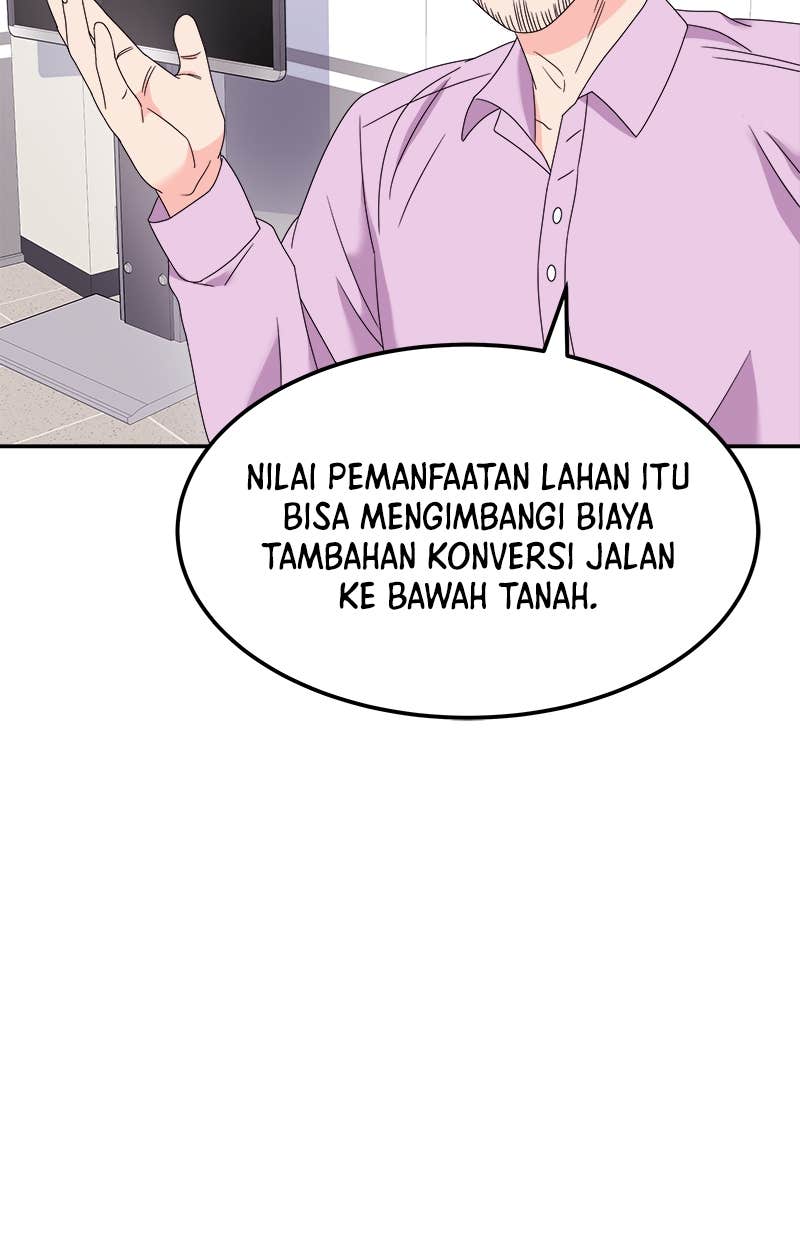 NILAI PEMANFAATAN LAHAN ITU
BISA MENGIMBANGI BIAYA
TAMBAHAN KONVERSI JALAN
KE BAWAH TANAH.